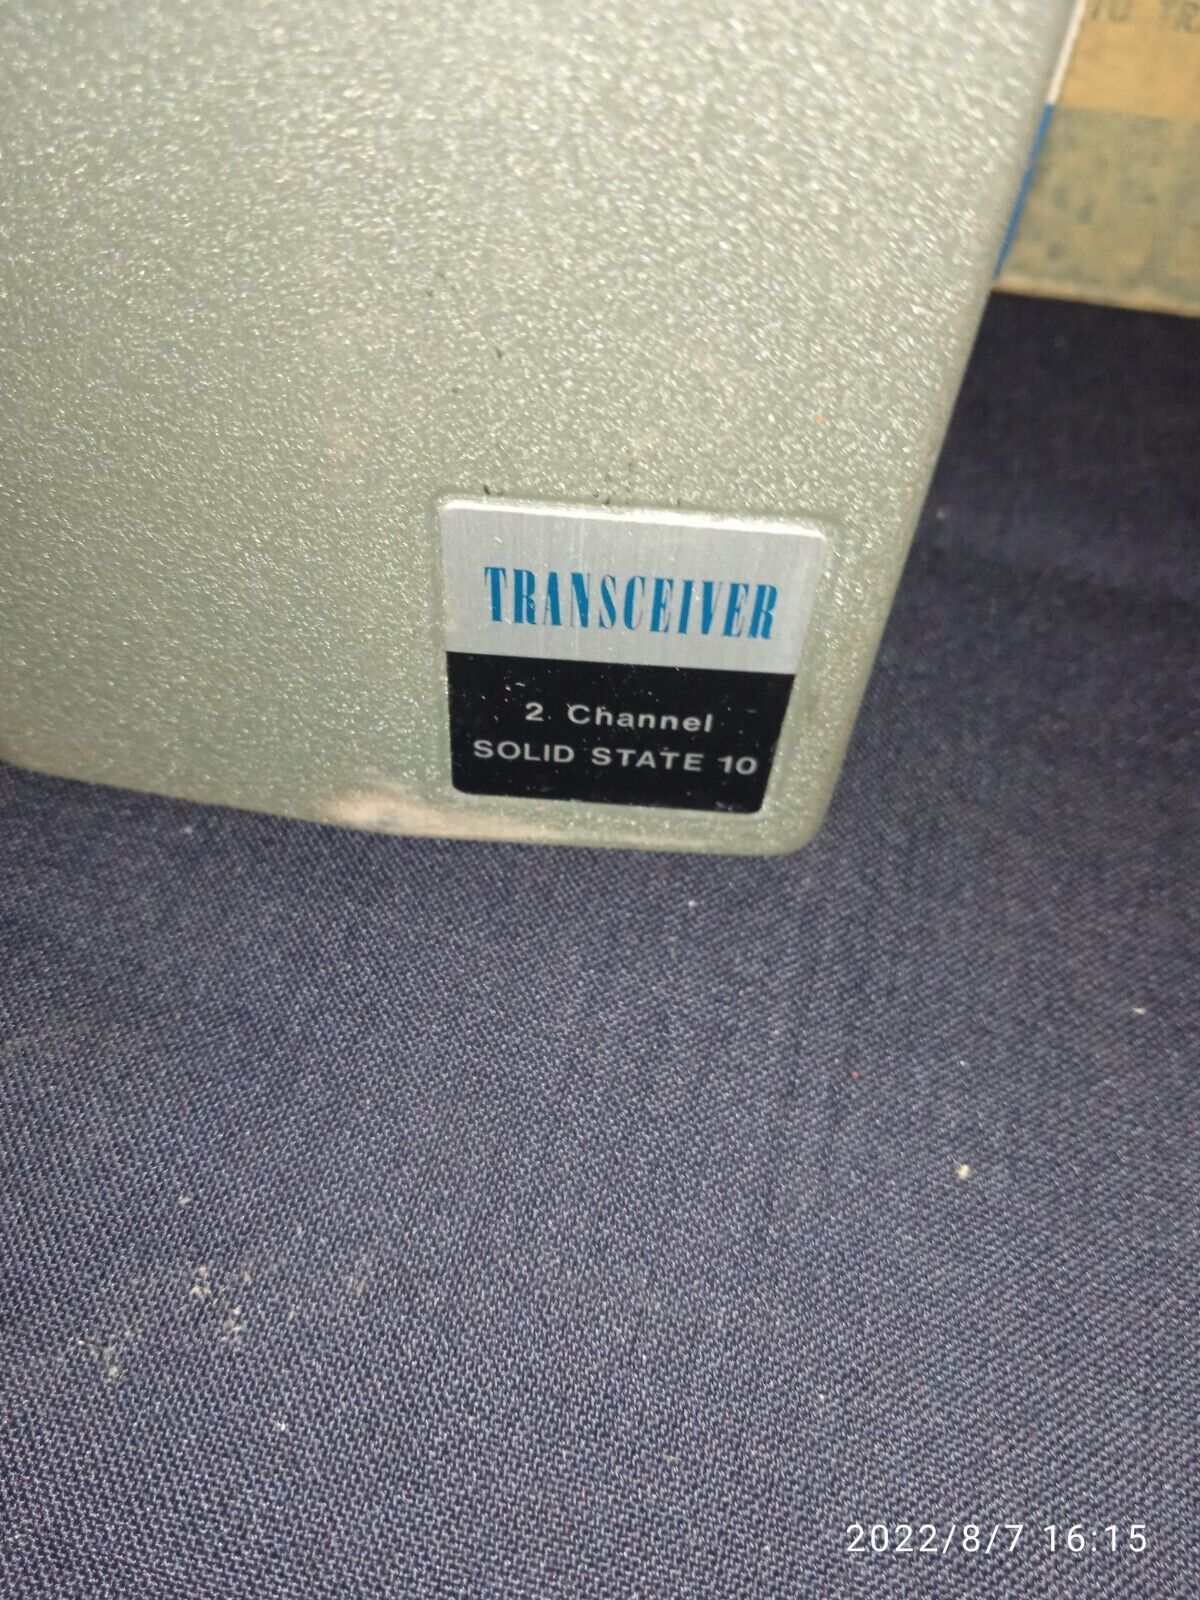 TRANSCEIVER
2 Channel
SOLID STATE 10
2022/8/7 16:15